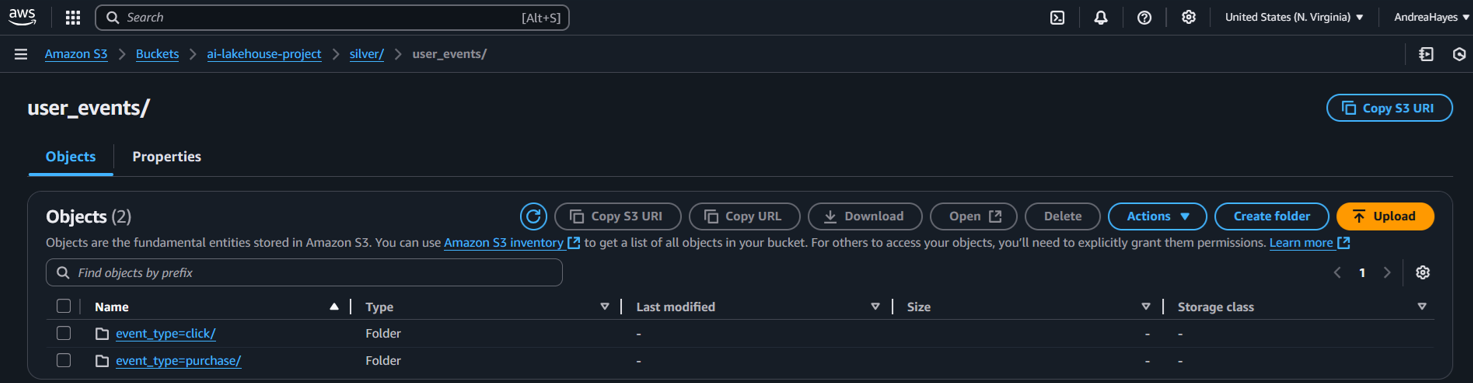 aws Search [Alt+S] United States (N. Virginia) AndreaHayes
Amazon S3 Buckets ai-lakehouse-project silver/ user_events/
user_events/ Copy S3 URI
Objects Properties
Objects (2) Copy S3 URI Copy URL Download Open Delete Actions Create folder Upload
Objects are the fundamental entities stored in Amazon S3. You can use Amazon S3 inventory to get a list of all objects in your bucket. For others to access your objects, you'll need to explicitly grant them permissions. Learn more
Find objects by prefix 1
Name Type Last modified Size Storage class
event_type=click/ Folder - - -
event_type=purchase/ Folder - - -